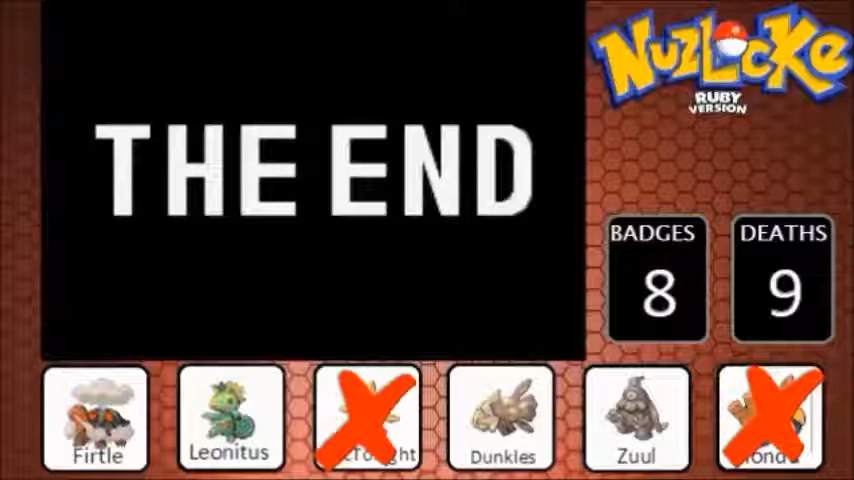 NUZLOCKE
RUBY
VERSION
THE END
BADGES
DEATHS
8
9
Firtle
Leonitus
Dunkles
Zuul